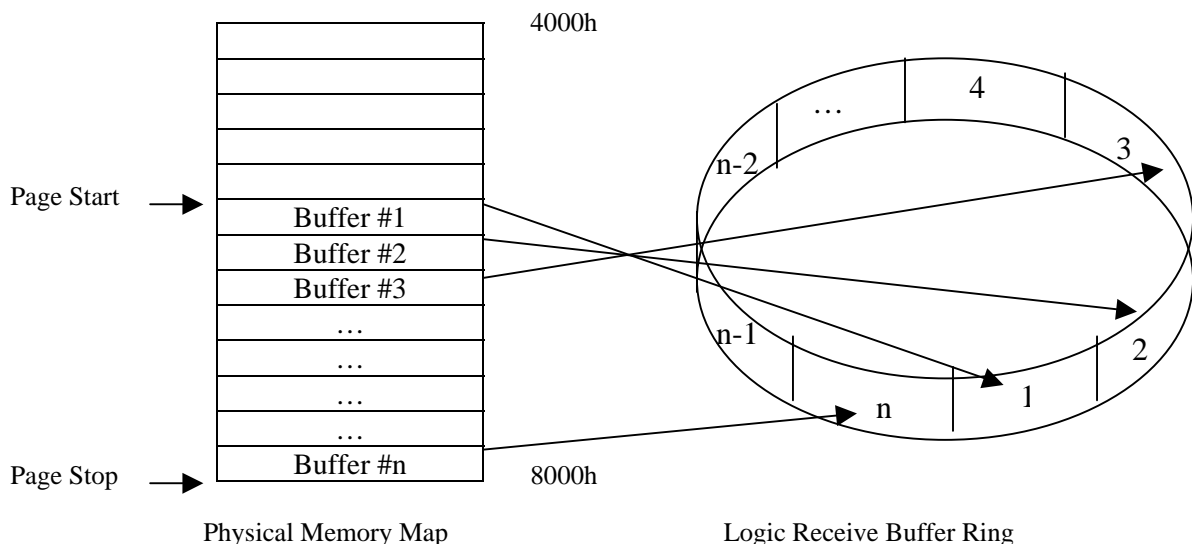 4000h
Page Start
Buffer #1
Buffer #2
Buffer #3
…
…
…
…
Buffer #n
Page Stop
8000h
Physical Memory Map
…
4
3
n-2
n-1
2
n
1
Logic Receive Buffer Ring